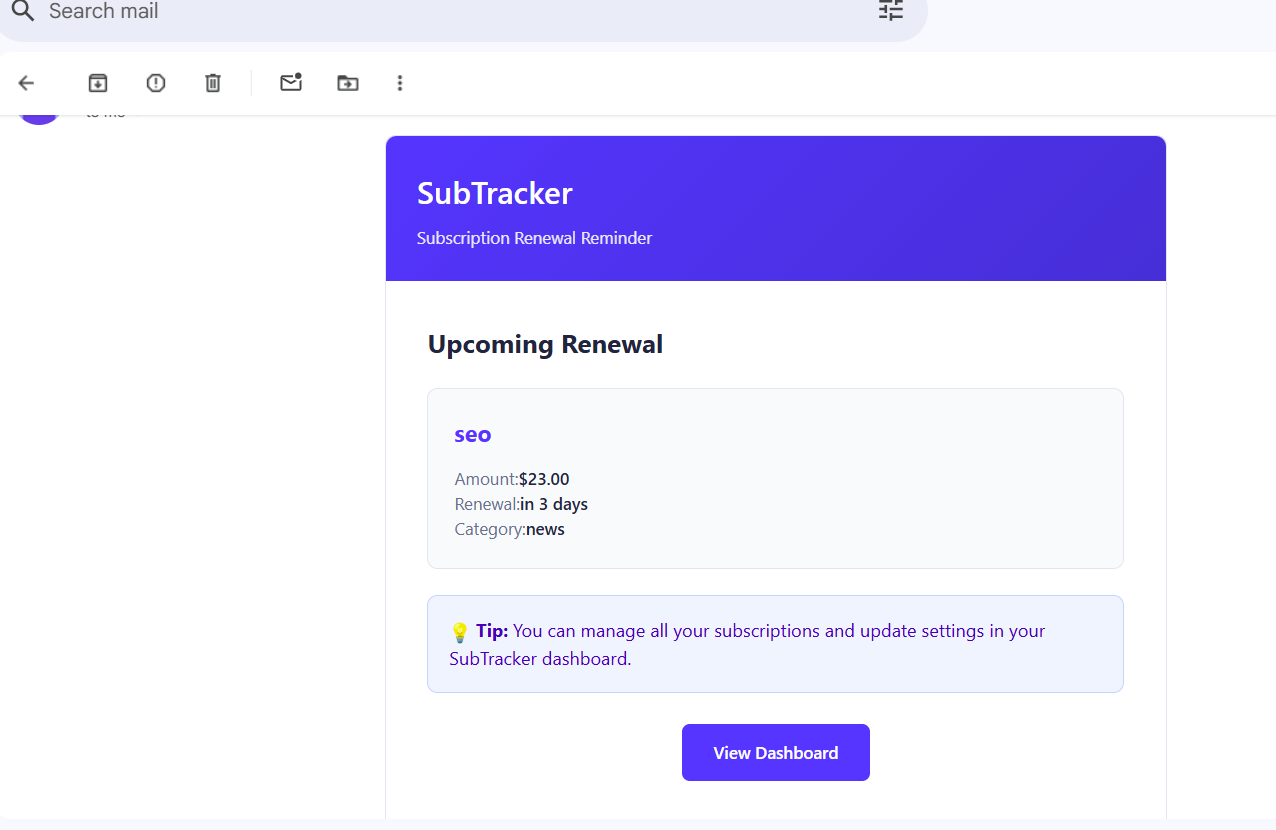 Search mail
to me
SubTracker
Subscription Renewal Reminder
Upcoming Renewal
seo
Amount:$23.00
Renewal:in 3 days
Category:news
💡 Tip: You can manage all your subscriptions and update settings in your
SubTracker dashboard.
View Dashboard